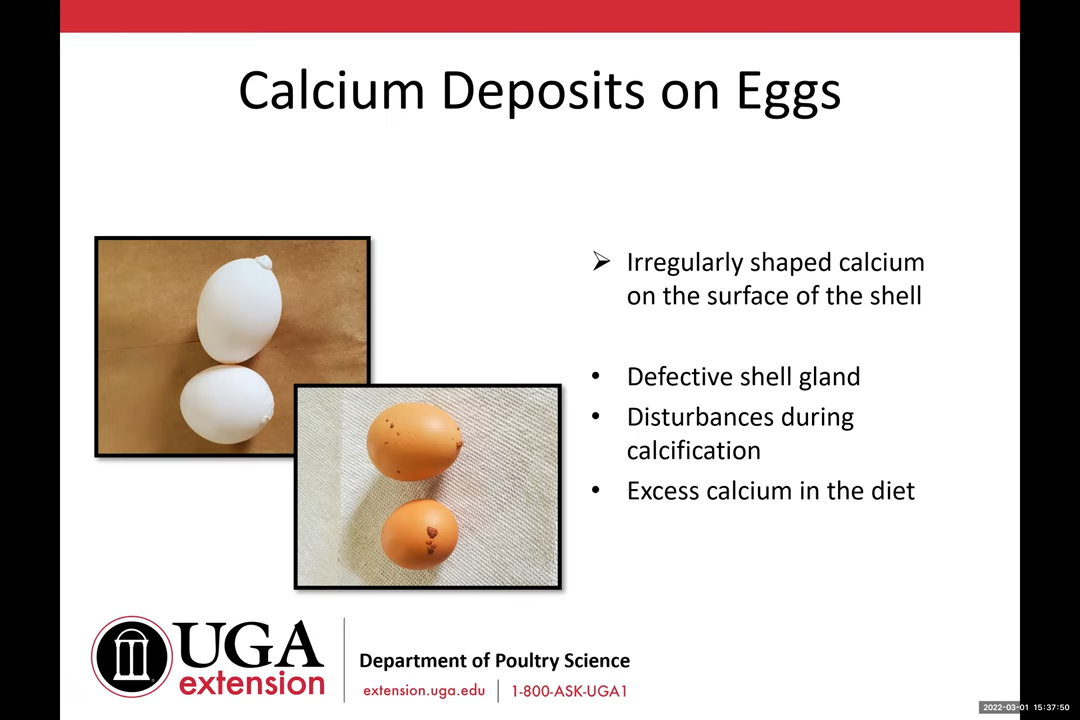 Calcium Deposits on Eggs
➢ Irregularly shaped calcium
on the surface of the shell
• Defective shell gland
• Disturbances during
calcification
• Excess calcium in the diet
UGA
extension
Department of Poultry Science
extension.uga.edu | 1-800-ASK-UGA1
2022-03-01 15:37:50